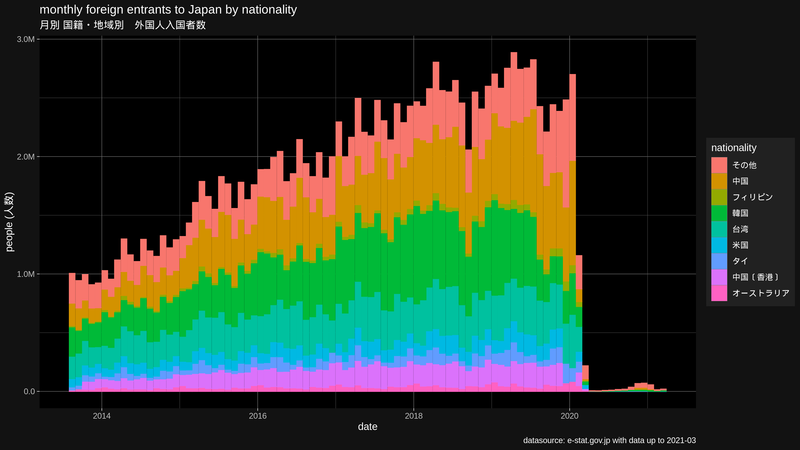 monthly foreign entrants to Japan by nationality
月別 国籍・地域別　外国人入国者数
3.0M
2.0M
1.0M
0.0
people (人数)
2014
2016
2018
2020
date
nationality
その他
中国
フィリピン
韓国
台湾
米国
タイ
中国〔香港〕
オーストラリア
datasource: e-stat.gov.jp with data up to 2021-03